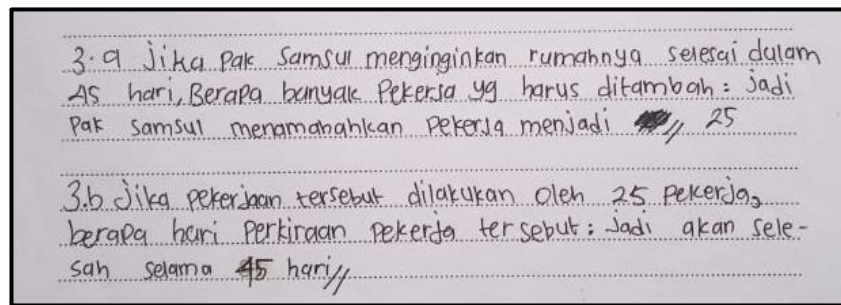 3.a Jika Pak Samsul menginginkan rumahnya selesai dalam
45 hari, Berapa banyak Pekerja yg harus ditambah : Jadi
Pak Samsul menamabahkan Pekerja menjadi // 25
3.b Jika pekerjaan tersebut dilakukan oleh 25 pekerja,
berapa hari Perkiraan pekerja tersebut : Jadi akan sele-
sah selama 45 hari//